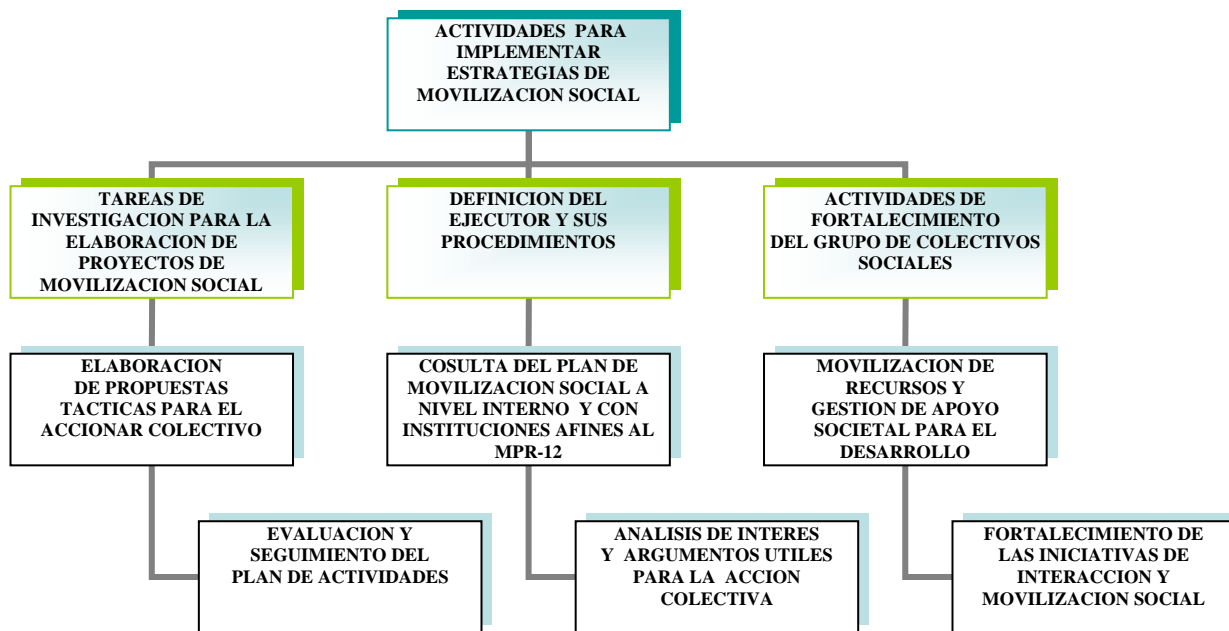 ACTIVIDADES PARA
IMPLEMENTAR
ESTRATEGIAS DE
MOVILIZACION SOCIAL
TAREAS DE
INVESTIGACION PARA LA
ELABORACION DE
PROYECTOS DE
MOVILIZACION SOCIAL
DEFINICION DEL
EJECUTOR Y SUS
PROCEDIMIENTOS
ACTIVIDADES DE
FORTALECIMIENTO
DEL GRUPO DE COLECTIVOS
SOCIALES
ELABORACION
DE PROPUESTAS
TACTICAS PARA EL
ACCIONAR COLECTIVO
COSULTA DEL PLAN DE
MOVILIZACION SOCIAL A
NIVEL INTERNO Y CON
INSTITUCIONES AFINES AL
MPR-12
MOVILIZACION DE
RECURSOS Y
GESTION DE APOYO
SOCIETAL PARA EL
DESARROLLO
EVALUACION Y
SEGUIMIENTO DEL
PLAN DE ACTIVIDADES
ANALISIS DE INTERES
Y ARGUMENTOS UTILES
PARA LA ACCION
COLECTIVA
FORTALECIMIENTO DE
LAS INICIATIVAS DE
INTERACCION Y
MOVILIZACION SOCIAL